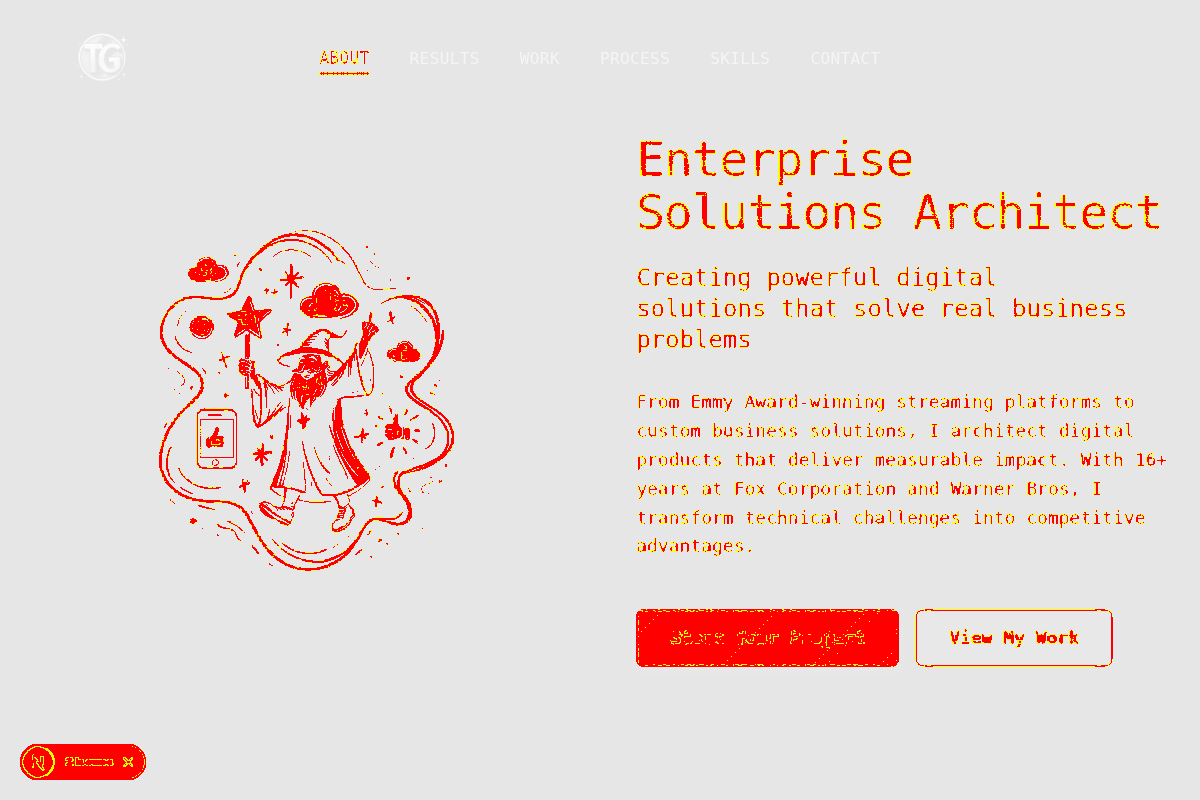 TG
ABOUT RESULTS WORK PROCESS SKILLS CONTACT
Enterprise
Solutions Architect
Creating powerful digital
solutions that solve real business
problems
From Emmy Award-winning streaming platforms to
custom business solutions, I architect digital
products that deliver measurable impact. With 16+
years at Fox Corporation and Warner Bros, I
transform technical challenges into competitive
advantages.
Start Your Project View My Work
N